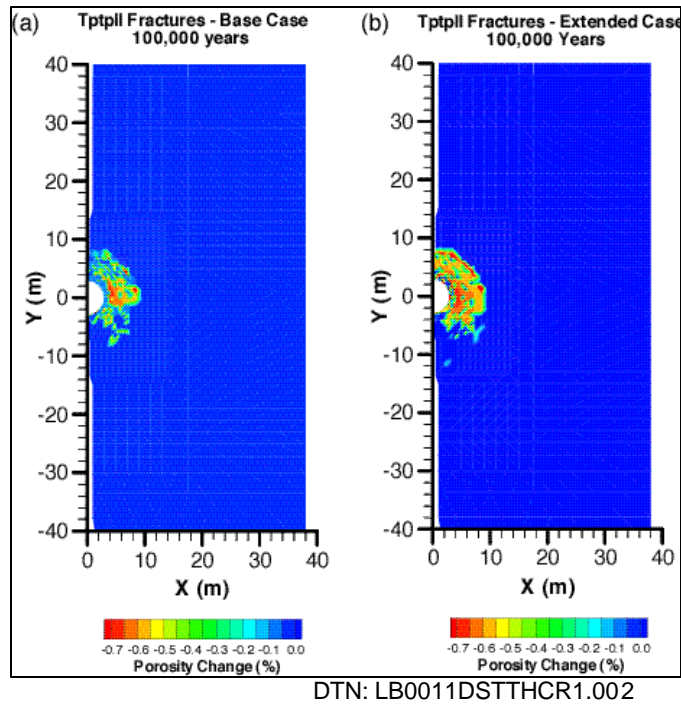 (a) Tptpll Fractures - Base Case
100,000 years
40
30
20
10
0
-10
-20
-30
-40
Y (m)
0 10 20 30 40
X (m)
-0.7 -0.6 -0.5 -0.4 -0.3 -0.2 -0.1 0.0
Porosity Change (%)
(b) Tptpll Fractures - Extended Case
100,000 Years
40
30
20
10
0
-10
-20
-30
-40
Y (m)
0 10 20 30 40
X (m)
-0.7 -0.6 -0.5 -0.4 -0.3 -0.2 -0.1 0.0
Porosity Change (%)
DTN: LB0011DSTTHCR1.002